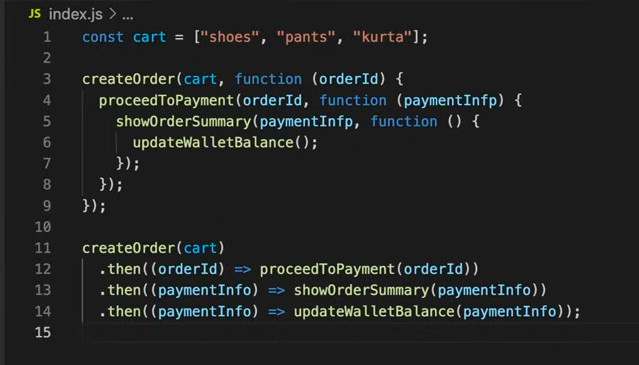 JS index.js > ...
1 const cart = ["shoes", "pants", "kurta"];
2
3 createOrder(cart, function (orderId) {
4 proceedToPayment(orderId, function (paymentInfp) {
5 showOrderSummary(paymentInfp, function () {
6 updateWalletBalance();
7 });
8 });
9 });
10
11 createOrder(cart)
12 .then((orderId) => proceedToPayment(orderId))
13 .then((paymentInfo) => showOrderSummary(paymentInfo))
14 .then((paymentInfo) => updateWalletBalance(paymentInfo));
15